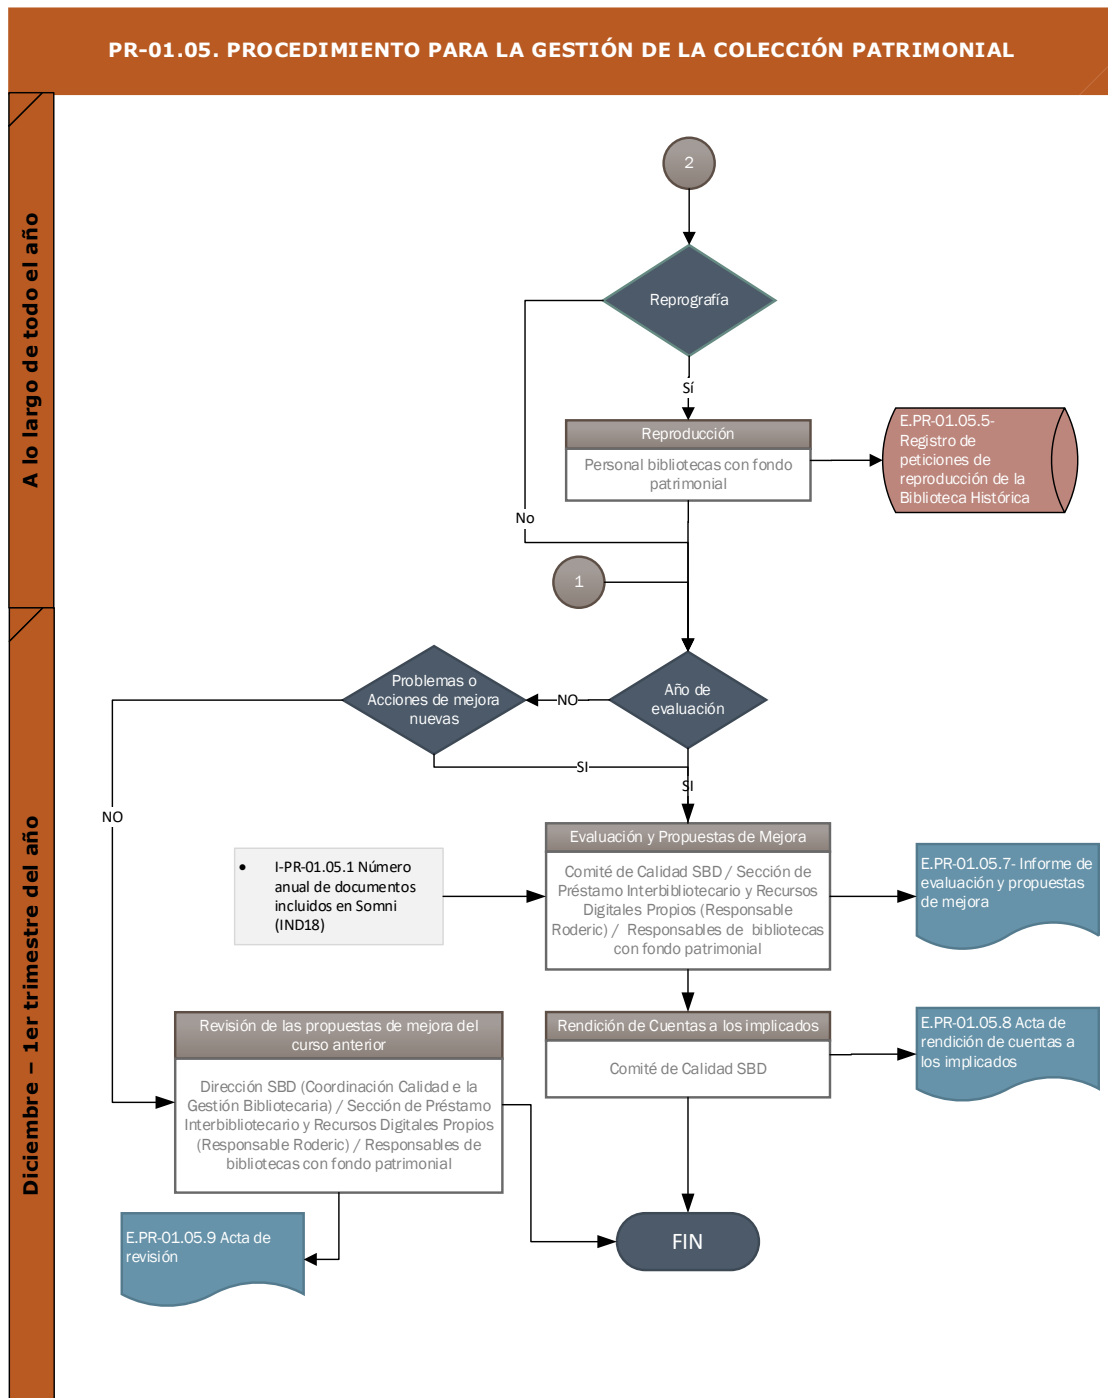 PR-01.05. PROCEDIMIENTO PARA LA GESTIÓN DE LA COLECCIÓN PATRIMONIAL
A lo largo de todo el año
2
Reprografía
Sí
Reproducción
Personal bibliotecas con fondo
patrimonial
E.PR-01.05.5-
Registro de
peticiones de
reproducción de la
Biblioteca Histórica
No
1
Diciembre – 1er trimestre del año
Problemas o
Acciones de mejora
nuevas
NO
Año de
evaluación
SI
SI
NO
Evaluación y Propuestas de Mejora
Comité de Calidad SBD / Sección de
Préstamo Interbibliotecario y Recursos
Digitales Propios (Responsable
Roderic) / Responsables de bibliotecas
con fondo patrimonial
• I-PR-01.05.1 Número
anual de documentos
incluidos en Somni
(IND18)
E.PR-01.05.7- Informe de
evaluación y propuestas
de mejora
Revisión de las propuestas de mejora del
curso anterior
Dirección SBD (Coordinación Calidad e la
Gestión Bibliotecaria) / Sección de Préstamo
Interbibliotecario y Recursos Digitales Propios
(Responsable Roderic) / Responsables de
bibliotecas con fondo patrimonial
Rendición de Cuentas a los implicados
Comité de Calidad SBD
E.PR-01.05.8 Acta de
rendición de cuentas a
los implicados
E.PR-01.05.9 Acta de
revisión
FIN